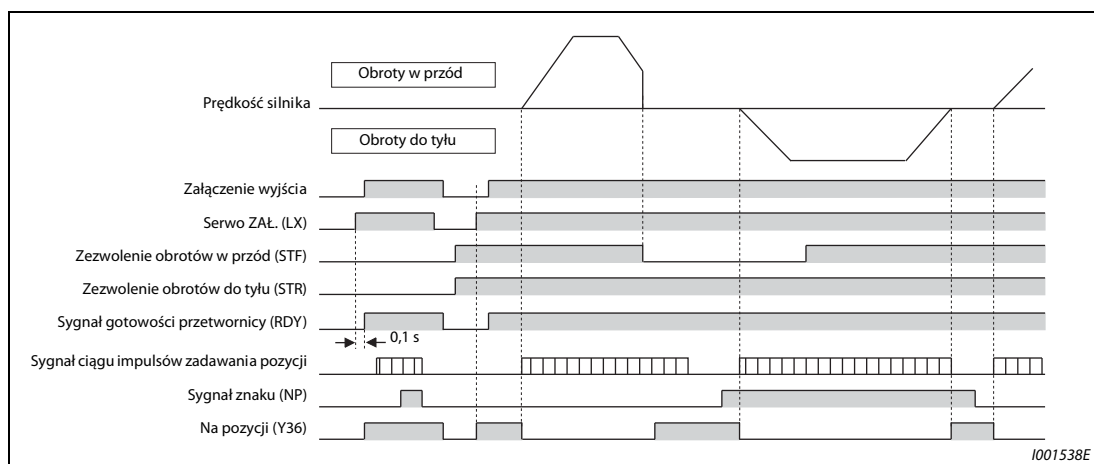 Obroty w przód
Prędkość silnika
Obroty do tyłu
Załączenie wyjścia
Serwo ZAŁ. (LX)
Zezwolenie obrotów w przód (STF)
Zezwolenie obrotów do tyłu (STR)
Sygnał gotowości przetwornicy (RDY)
0,1 s
Sygnał ciągu impulsów zadawania pozycji
Sygnał znaku (NP)
Na pozycji (Y36)
I001538E